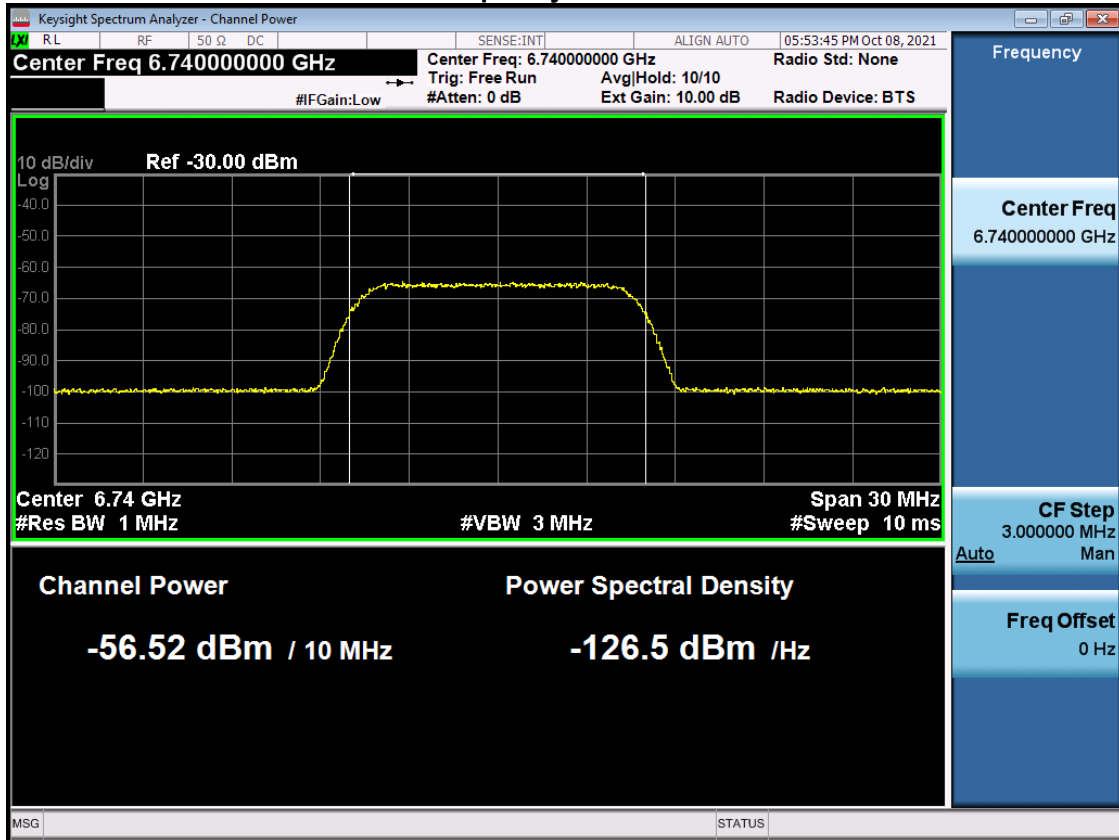 Keysight Spectrum Analyzer - Channel Power
LXI RL RF 50 Ω DC SENSE:INT ALIGN AUTO 05:53:45 PM Oct 08, 2021
Center Freq 6.740000000 GHz
Center Freq: 6.740000000 GHz Radio Std: None
Trig: Free Run Avg|Hold: 10/10
#IFGain:Low #Atten: 0 dB Ext Gain: 10.00 dB Radio Device: BTS
10 dB/div Ref -30.00 dBm
Log
-40.0
-50.0
-60.0
-70.0
-80.0
-90.0
-100
-110
-120
Center 6.74 GHz Span 30 MHz
#Res BW 1 MHz #VBW 3 MHz #Sweep 10 ms
Channel Power Power Spectral Density
-56.52 dBm / 10 MHz -126.5 dBm /Hz
MSG STATUS
Frequency
Center Freq
6.740000000 GHz
CF Step
3.000000 MHz
Auto Man
Freq Offset
0 Hz